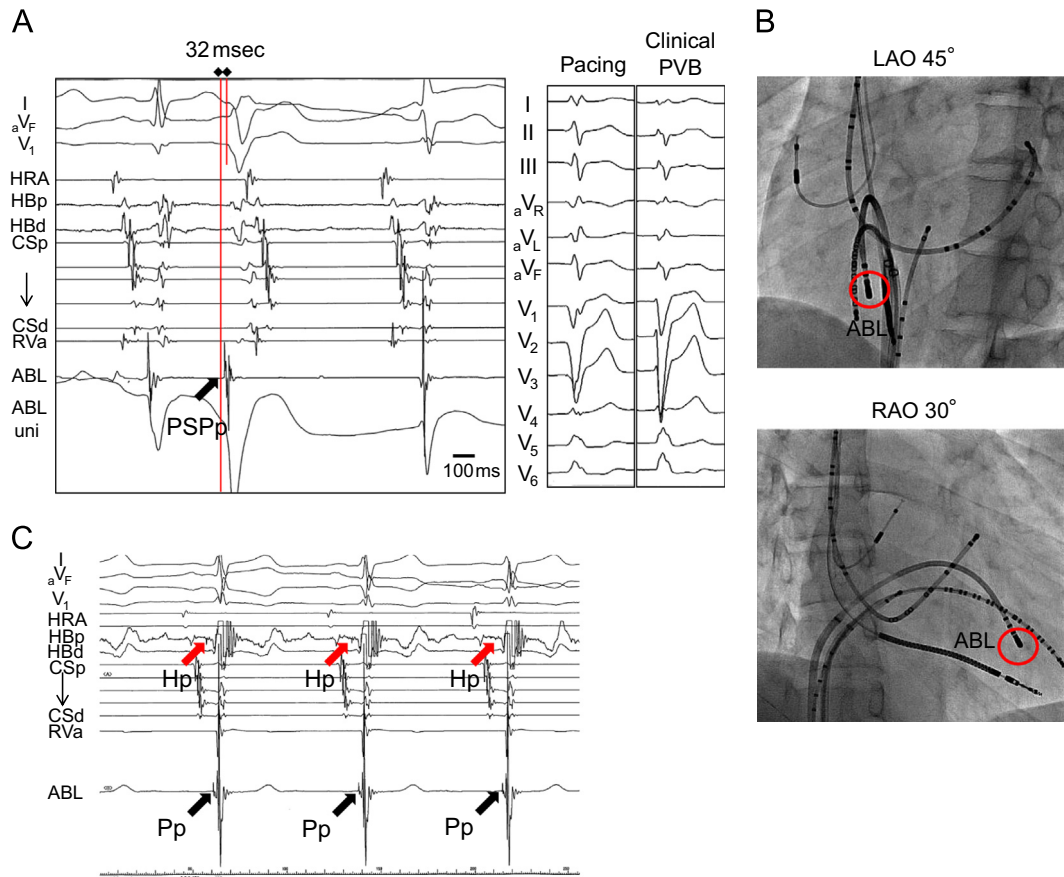 A
32 msec
I
aVF
V1
HRA
HBp
HBd
CSp
CSd
RVa
ABL
ABL
uni
PSPp
100 ms
Pacing
Clinical
PVB
I
II
III
aVR
aVL
aVF
V1
V2
V3
V4
V5
V6
B
LAO 45°
ABL
RAO 30°
ABL
C
I
aVF
V1
HRA
HBp
HBd
CSp
CSd
RVa
ABL
Hp
Hp
Hp
Pp
Pp
Pp